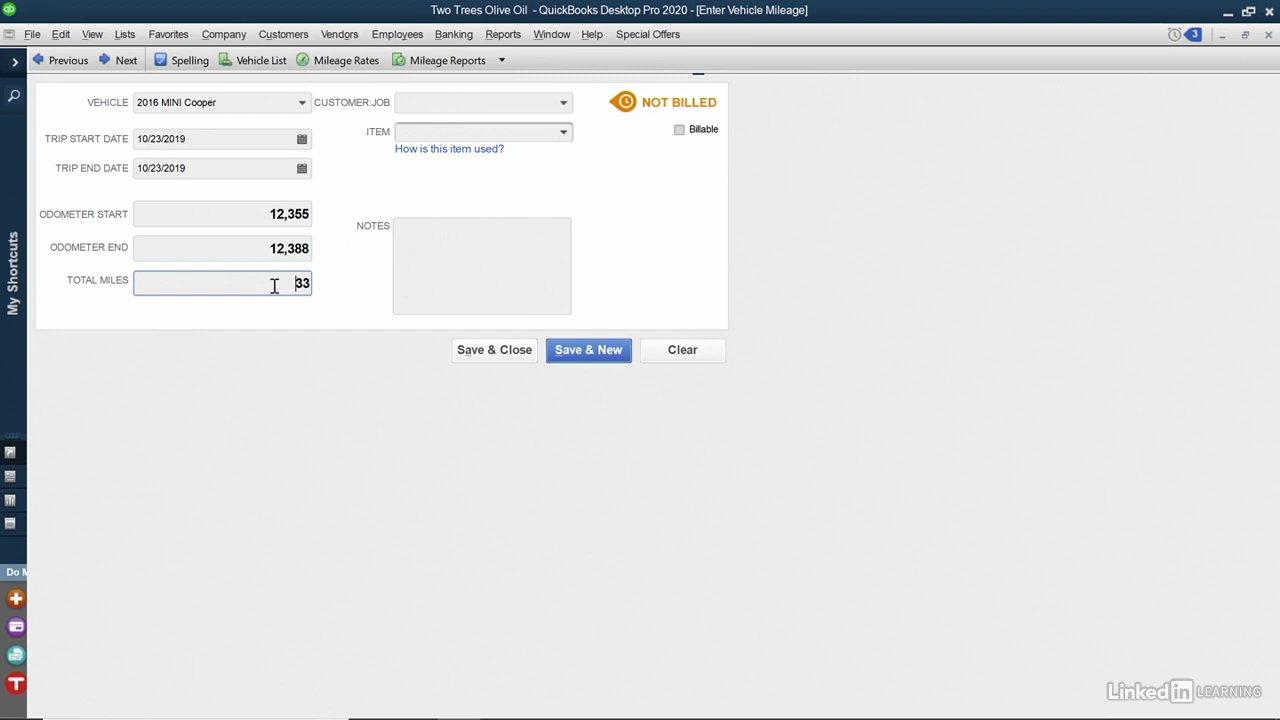 Two Trees Olive Oil - QuickBooks Desktop Pro 2020 - [Enter Vehicle Mileage]
File Edit View Lists Favorites Company Customers Vendors Employees Banking Reports Window Help Special Offers 3
Previous Next Spelling Vehicle List Mileage Rates Mileage Reports
VEHICLE 2016 MINI Cooper CUSTOMER:JOB NOT BILLED
TRIP START DATE 10/23/2019 ITEM Billable
How is this item used?
TRIP END DATE 10/23/2019
ODOMETER START 12,355
NOTES
ODOMETER END 12,388
TOTAL MILES 33
Save & Close Save & New Clear
My Shortcuts
Do M
LinkedIn LEARNING